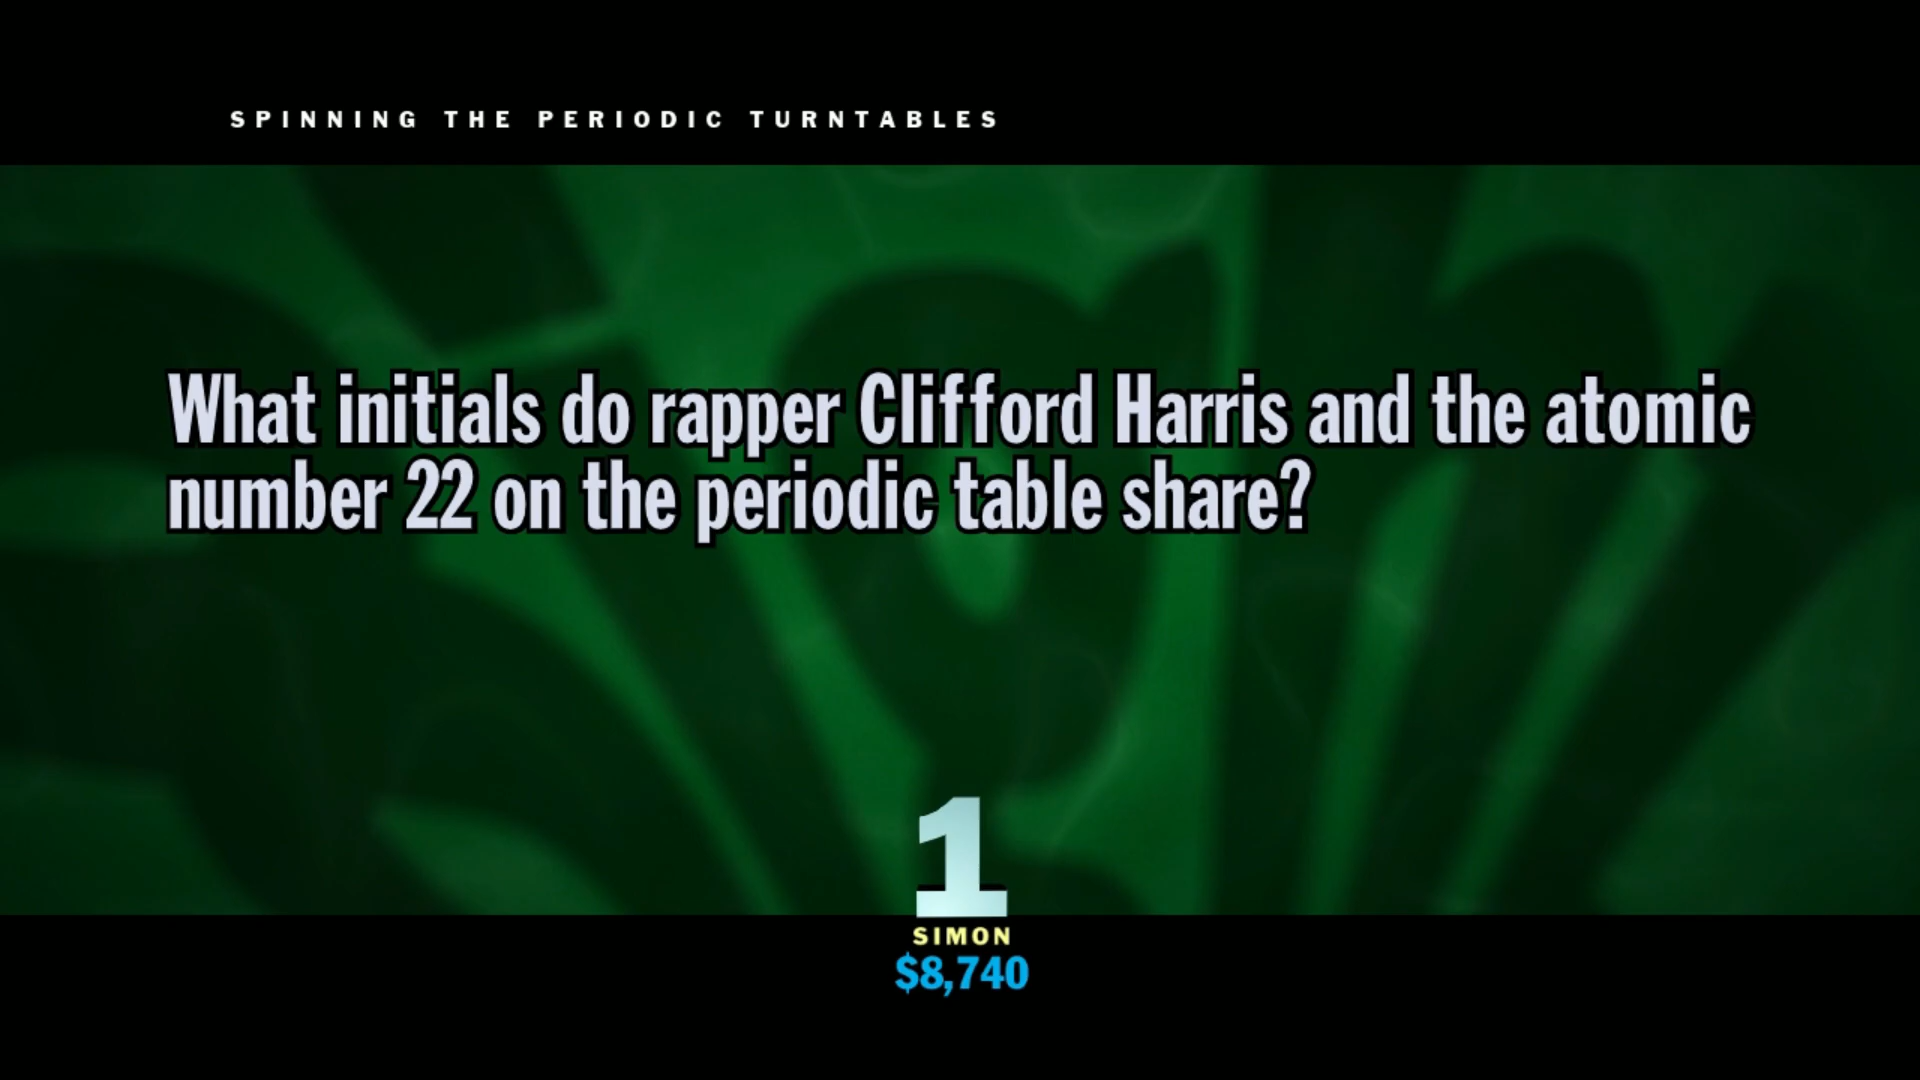 SPINNING THE PERIODIC TURNTABLES
What initials do rapper Clifford Harris and the atomic
number 22 on the periodic table share?
1
SIMON
$8,740